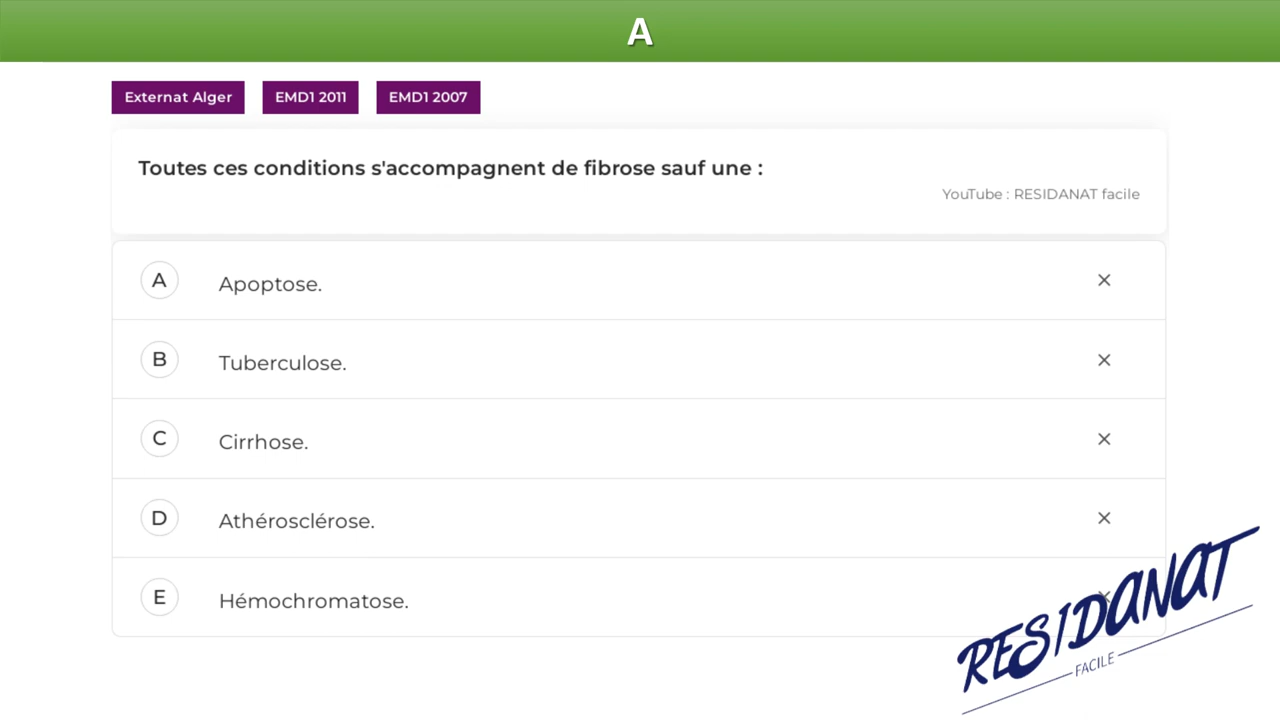 A
Externat Alger EMD1 2011 EMD1 2007
Toutes ces conditions s'accompagnent de fibrose sauf une :
YouTube : RESIDANAT facile
A Apoptose. ×
B Tuberculose. ×
C Cirrhose. ×
D Athérosclérose. ×
E Hémochromatose. ×
RESIDANAT
FACILE